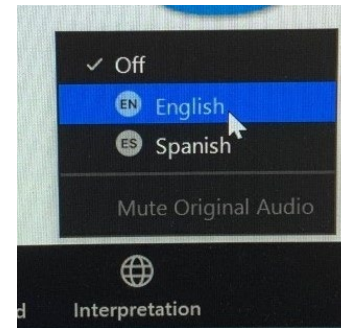 Off
EN English
ES Spanish
Mute Original Audio
d Interpretation